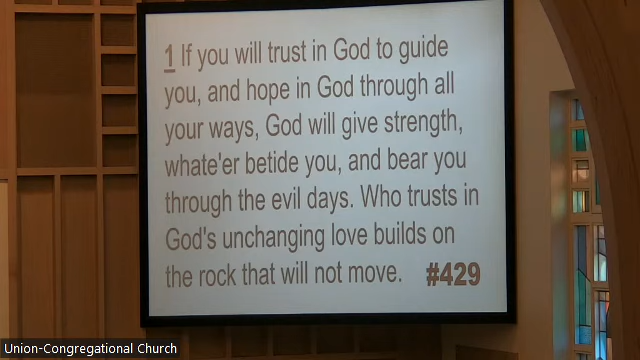 1 If you will trust in God to guide
you, and hope in God through all
your ways, God will give strength,
whate'er betide you, and bear you
through the evil days. Who trusts in
God's unchanging love builds on
the rock that will not move. #429
Union-Congregational Church